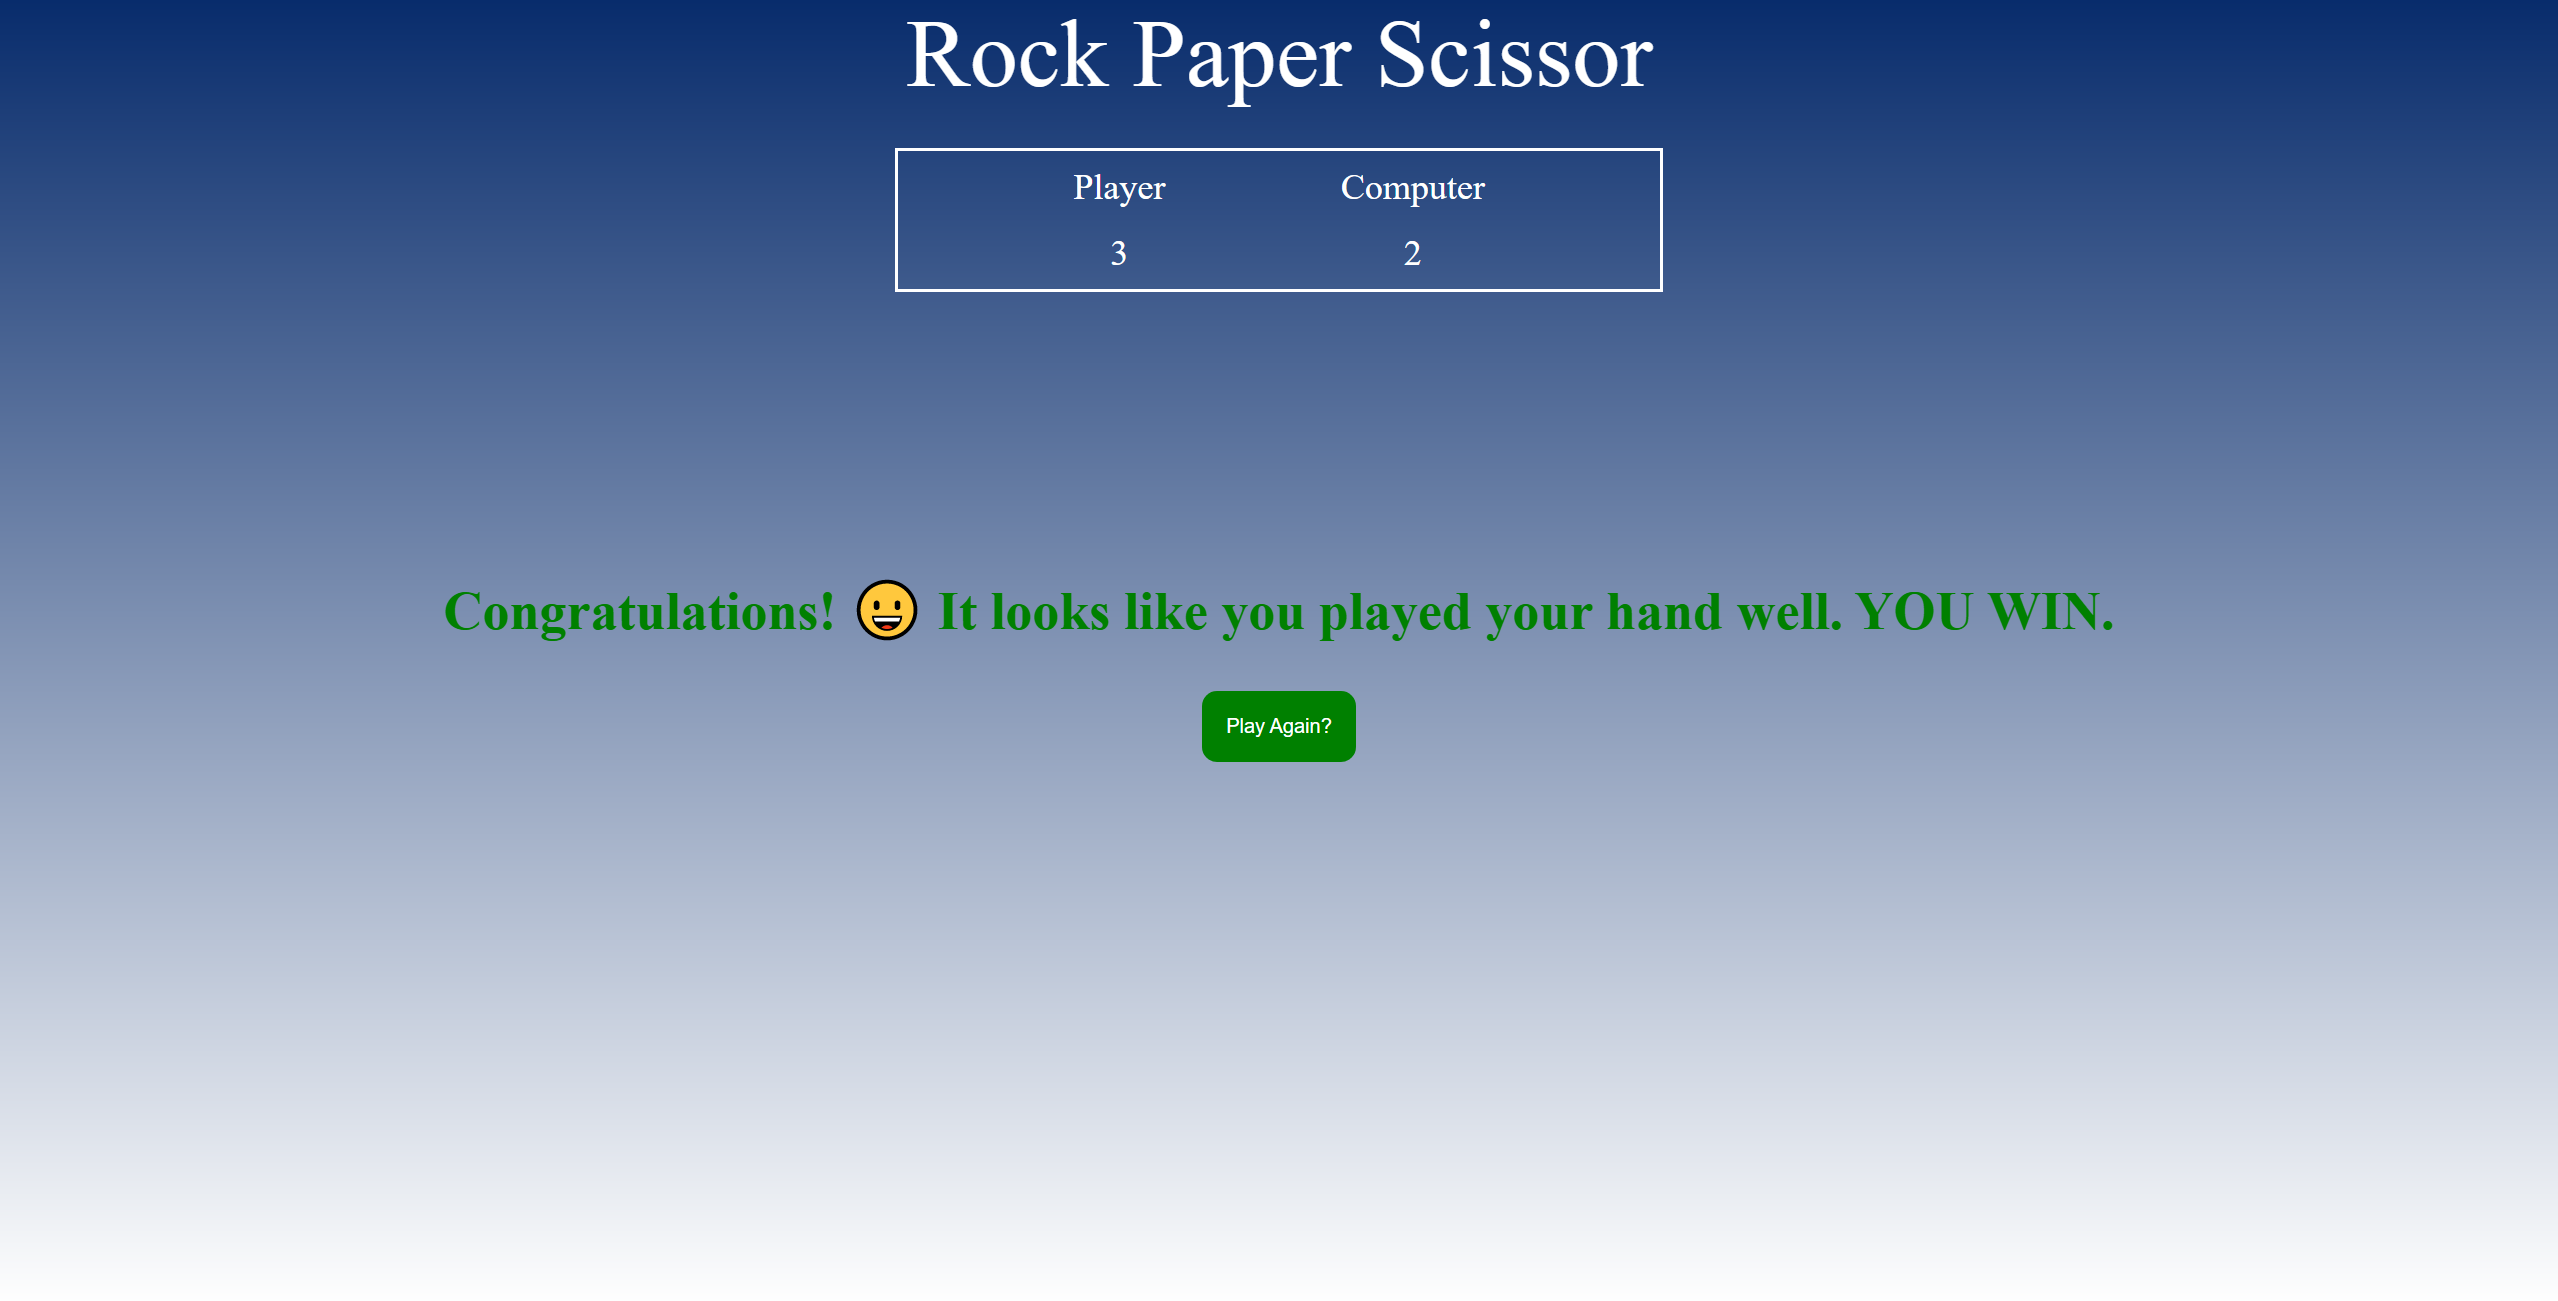 Rock Paper Scissor
Player Computer
3 2
Congratulations! 😃 It looks like you played your hand well. YOU WIN.
Play Again?